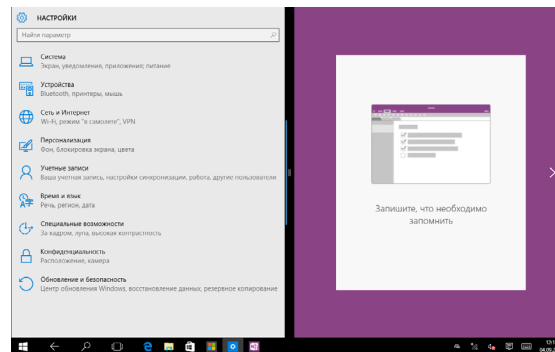 НАСТРОЙКИ
Найти параметр
Система
Экран, уведомления, приложения; питание
Устройства
Bluetooth, принтеры, мышь
Сеть и Интернет
Wi-Fi, режим "в самолете", VPN
Персонализация
Фон, блокировка экрана, цвета
Учетные записи
Ваша учетная запись, настройки синхронизации, работа, другие пользователи
Время и язык
Речь, регион, дата
Специальные возможности
За кадром, лупа, высокая контрастность
Конфиденциальность
Расположение, камера
Обновление и безопасность
Центр обновления Windows, восстановление данных, резервное копирование
Запишите, что необходимо
запомнить